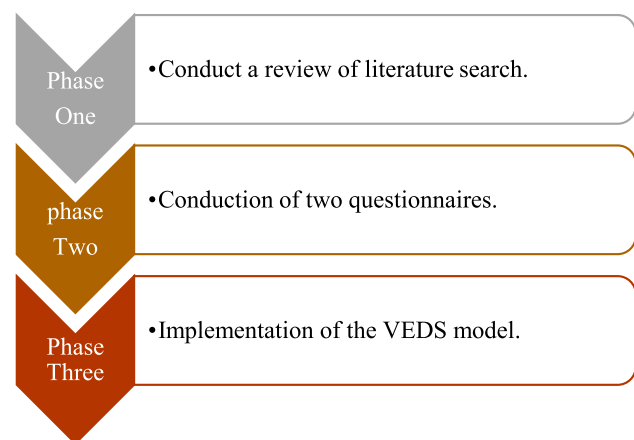 Phase
One
•Conduct a review of literature search.
phase
Two
•Conduction of two questionnaires.
Phase
Three
•Implementation of the VEDS model.